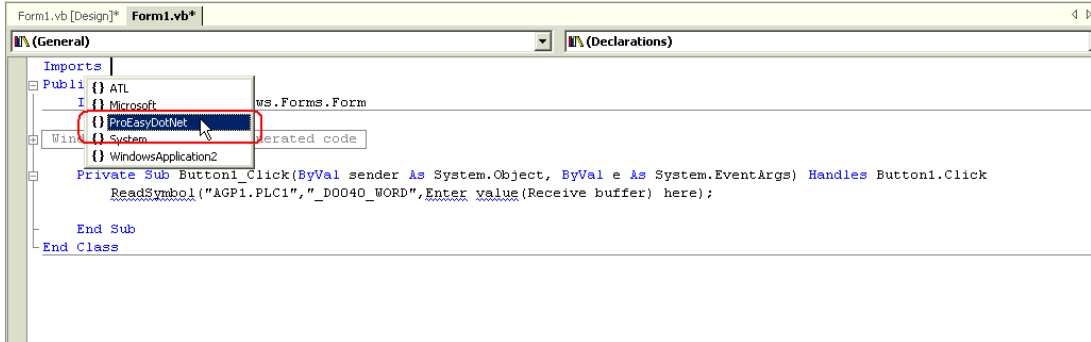 Form1.vb [Design]* Form1.vb*
(General) (Declarations)
Imports
Publi
ATL
I
Microsoft
ws.Forms.Form
ProEasyDotNet
Wind
System
nerated code
WindowsApplication2
Private Sub Button1_Click(ByVal sender As System.Object, ByVal e As System.EventArgs) Handles Button1.Click
ReadSymbol("AGP1.PLC1","_D0040_WORD",Enter value(Receive buffer) here);
End Sub
End Class